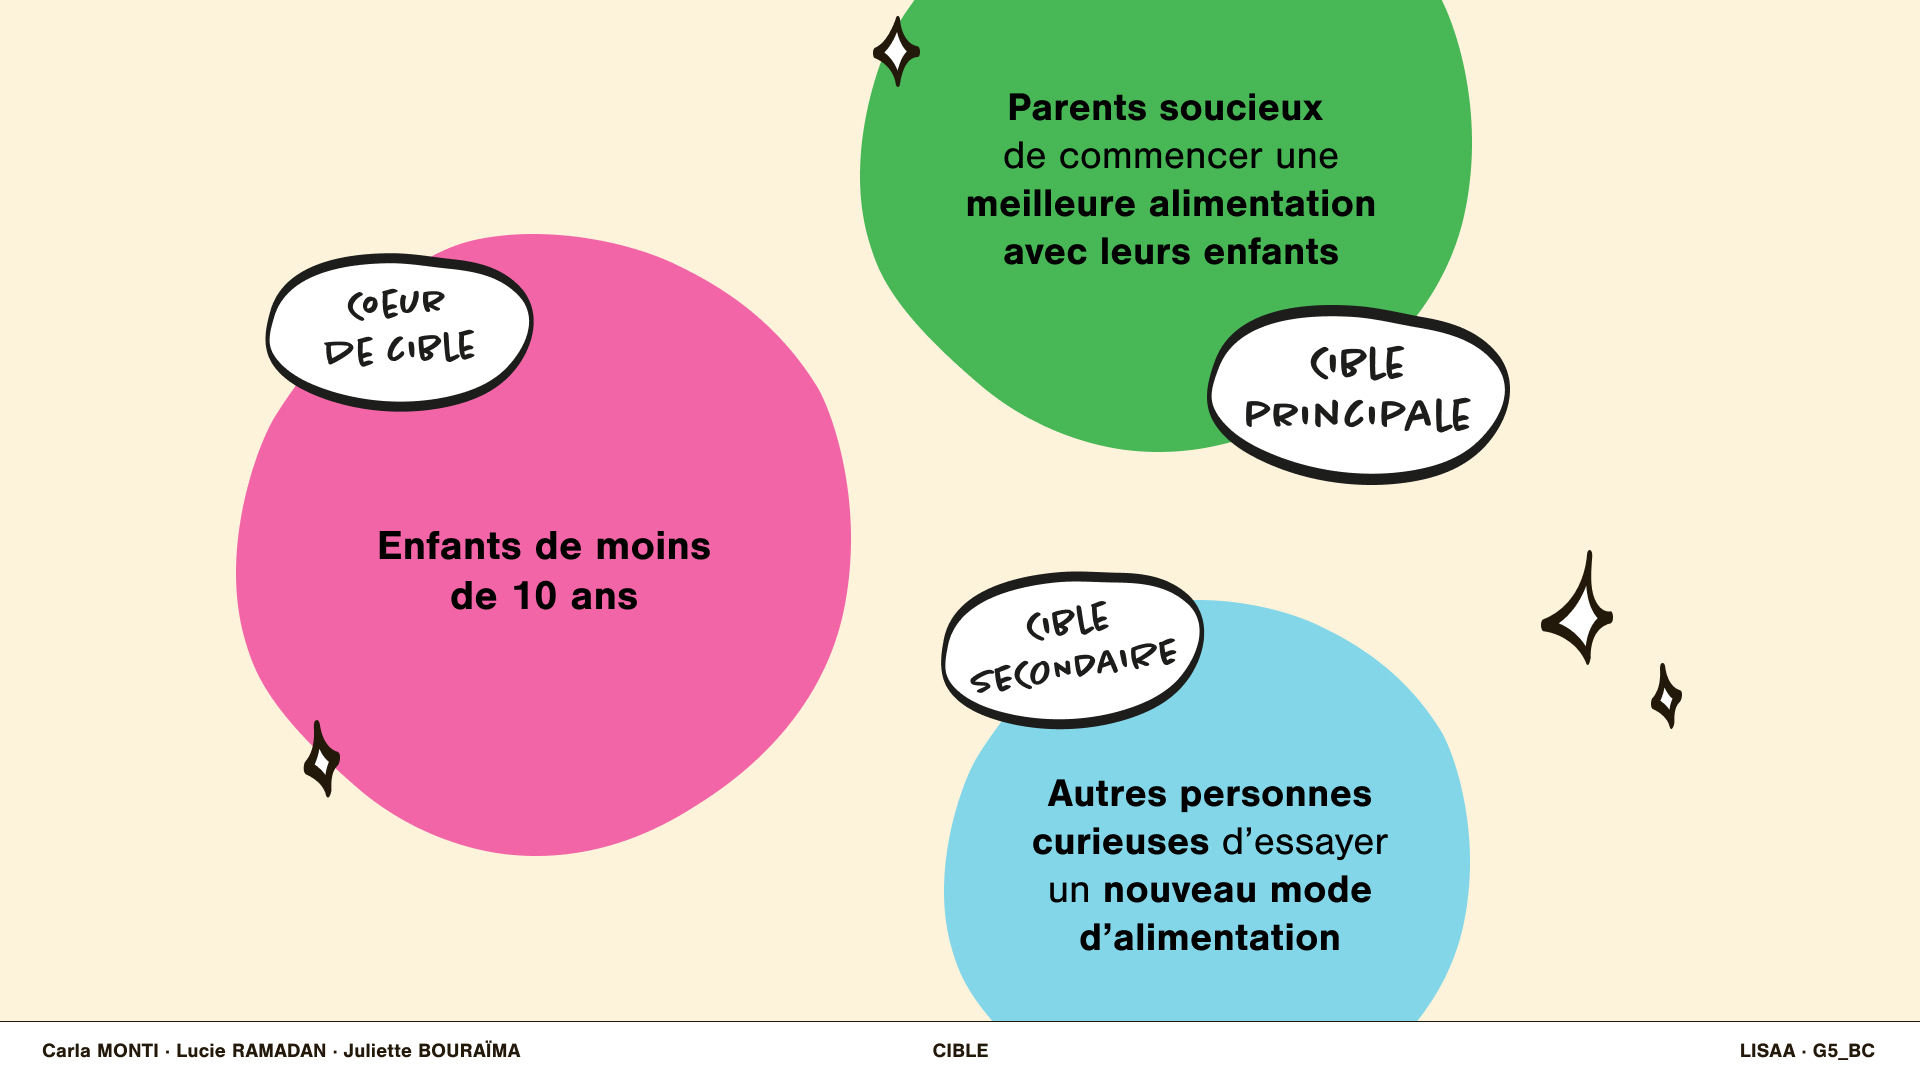 COEUR
DE CIBLE
Enfants de moins
de 10 ans
Parents soucieux
de commencer une
meilleure alimentation
avec leurs enfants
CIBLE
PRINCIPALE
CIBLE
SECONDAIRE
Autres personnes
curieuses d’essayer
un nouveau mode
d’alimentation
Carla MONTI · Lucie RAMADAN · Juliette BOURAÏMA
CIBLE
LISAA · G5_BC